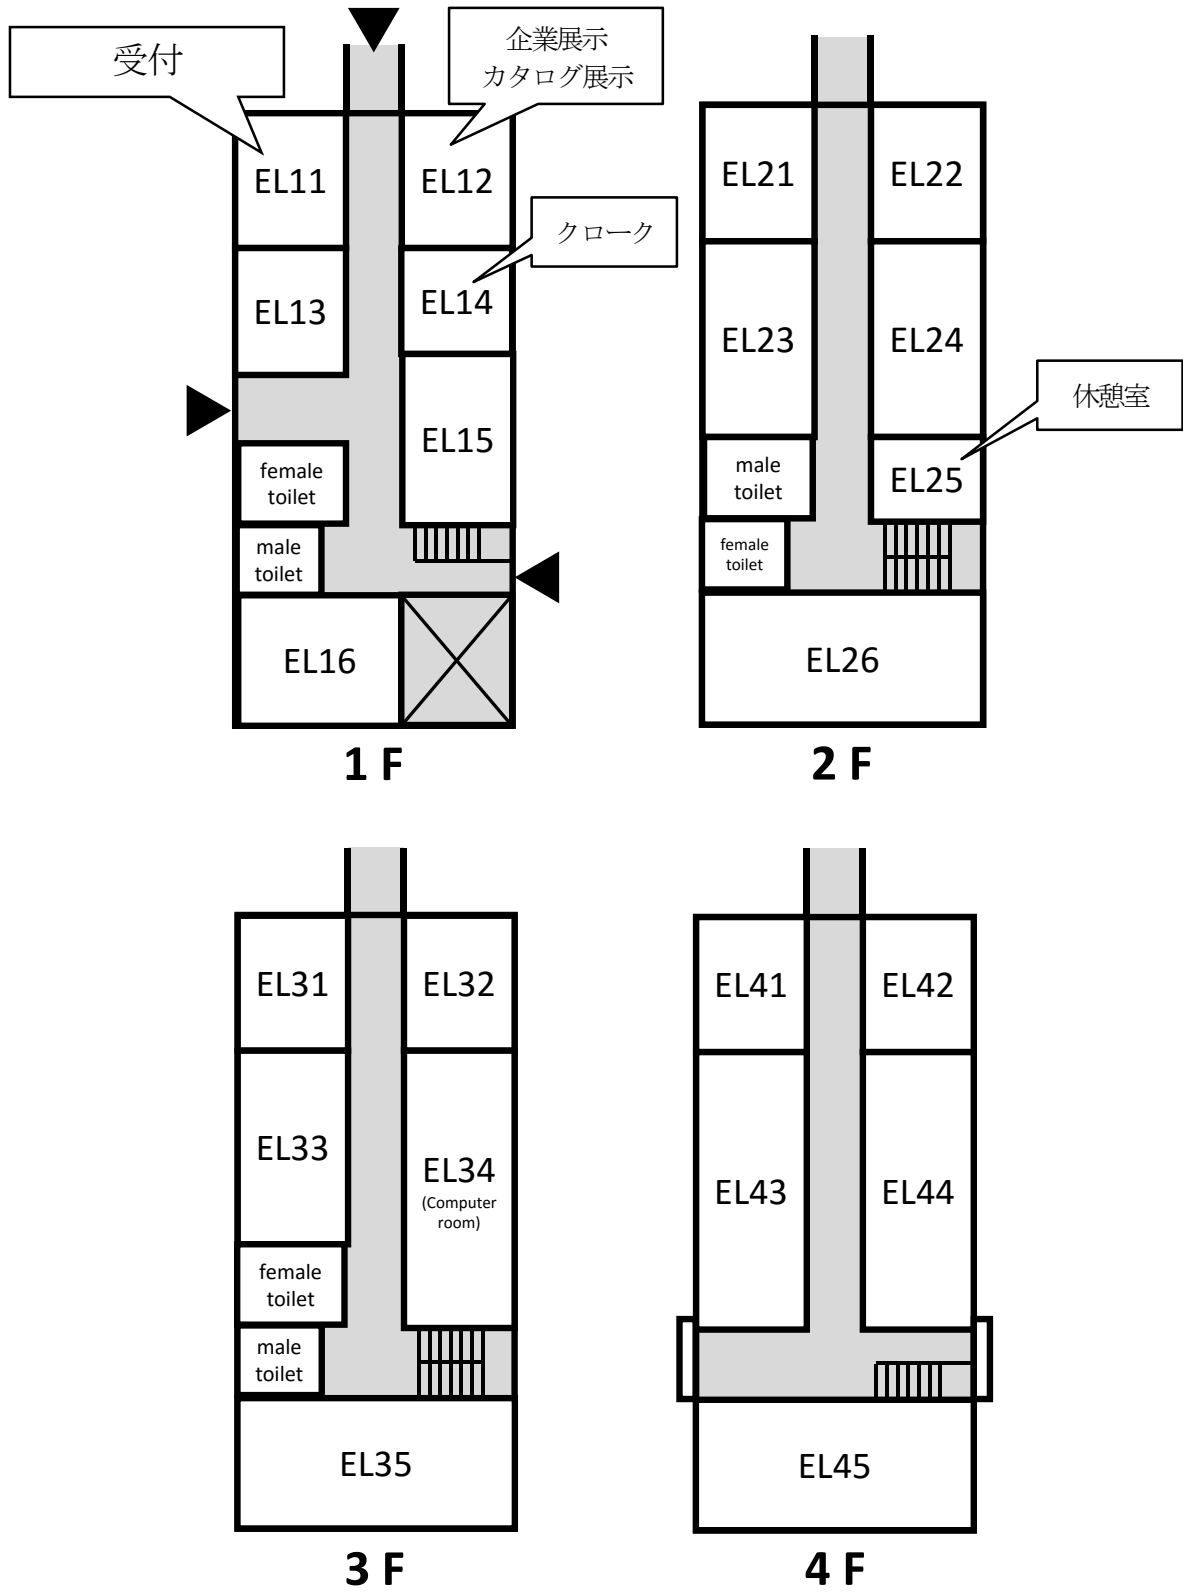 受付
企業展示
カタログ展示
EL11
EL12
クローク
EL13
EL14
EL15
female
toilet
male
toilet
EL16
1 F
EL21
EL22
EL23
EL24
休憩室
male
toilet
EL25
female
toilet
EL26
2 F
EL31
EL32
EL33
EL34
(Computer
room)
female
toilet
male
toilet
EL35
3 F
EL41
EL42
EL43
EL44
EL45
4 F